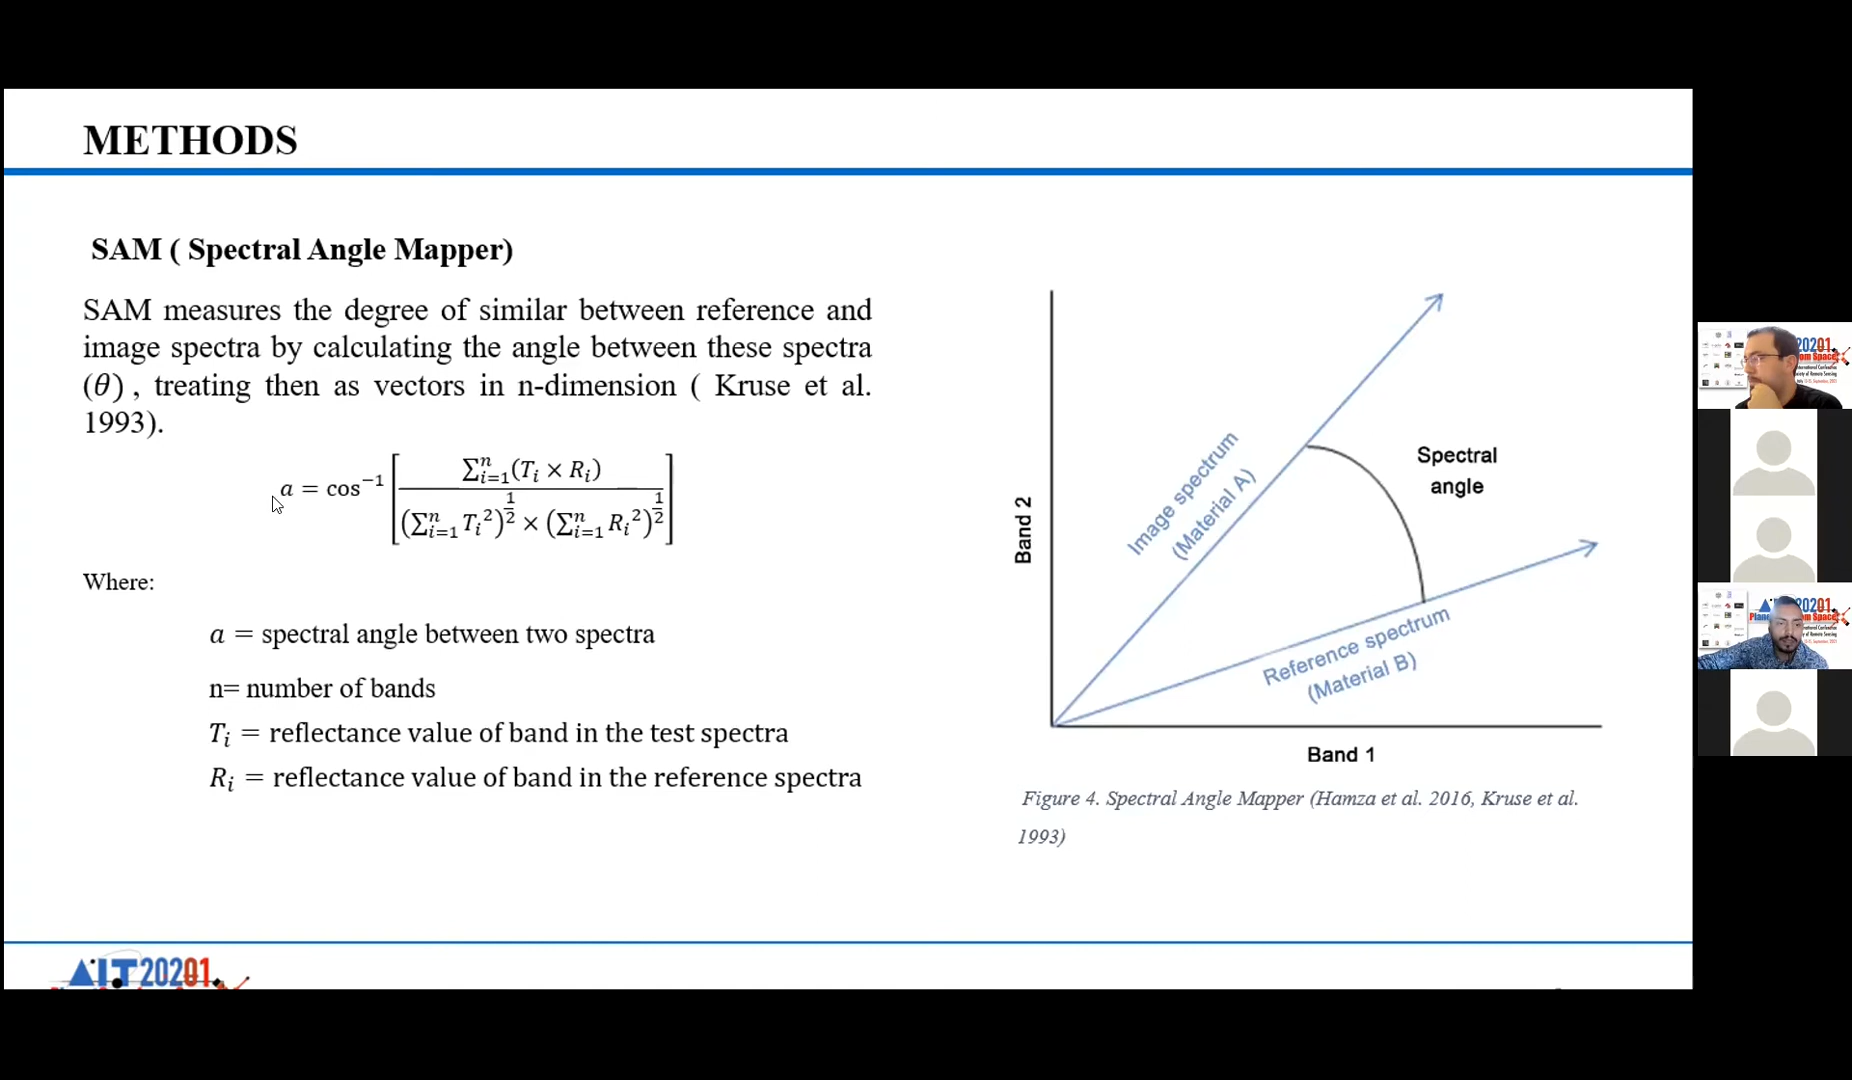 METHODS
SAM ( Spectral Angle Mapper)
SAM measures the degree of similar between reference and
image spectra by calculating the angle between these spectra
(θ) , treating then as vectors in n-dimension ( Kruse et al.
1993).
a = cos⁻¹ [ ∑ⁿᵢ₌₁(Tᵢ × Rᵢ) / (∑ⁿᵢ₌₁ Tᵢ²)^(1/2) × (∑ⁿᵢ₌₁ Rᵢ²)^(1/2) ]
Where:
a = spectral angle between two spectra
n= number of bands
Tᵢ = reflectance value of band in the test spectra
Rᵢ = reflectance value of band in the reference spectra
Band 2
Image spectrum
(Material A)
Spectral
angle
Reference spectrum
(Material B)
Band 1
Figure 4. Spectral Angle Mapper (Hamza et al. 2016, Kruse et al.
1993)